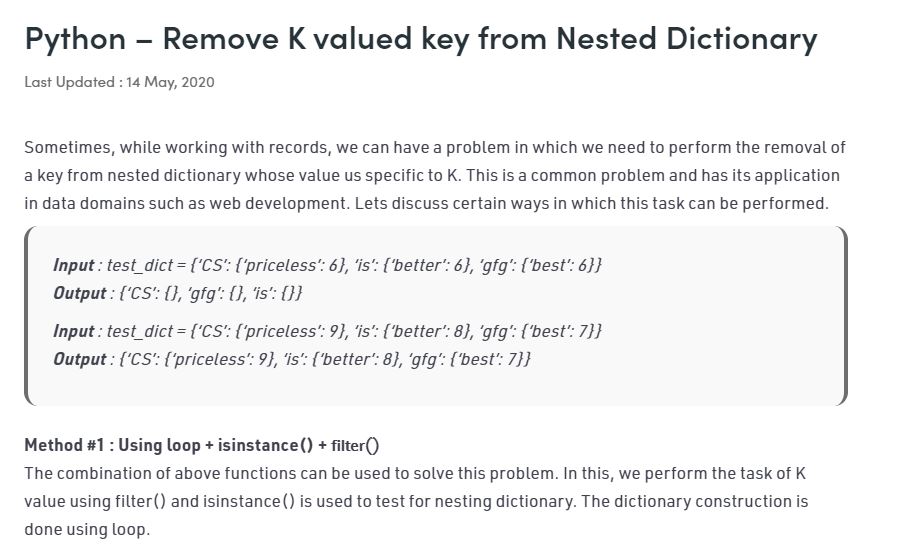 Python – Remove K valued key from Nested Dictionary
Last Updated : 14 May, 2020
Sometimes, while working with records, we can have a problem in which we need to perform the removal of
a key from nested dictionary whose value us specific to K. This is a common problem and has its application
in data domains such as web development. Lets discuss certain ways in which this task can be performed.
Input : test_dict = {‘CS’: {‘priceless’: 6}, ‘is’: {‘better’: 6}, ‘gfg’: {‘best’: 6}}
Output : {‘CS’: {}, ‘gfg’: {}, ‘is’: {}}
Input : test_dict = {‘CS’: {‘priceless’: 9}, ‘is’: {‘better’: 8}, ‘gfg’: {‘best’: 7}}
Output : {‘CS’: {‘priceless’: 9}, ‘is’: {‘better’: 8}, ‘gfg’: {‘best’: 7}}
Method #1 : Using loop + isinstance() + filter()
The combination of above functions can be used to solve this problem. In this, we perform the task of K
value using filter() and isinstance() is used to test for nesting dictionary. The dictionary construction is
done using loop.